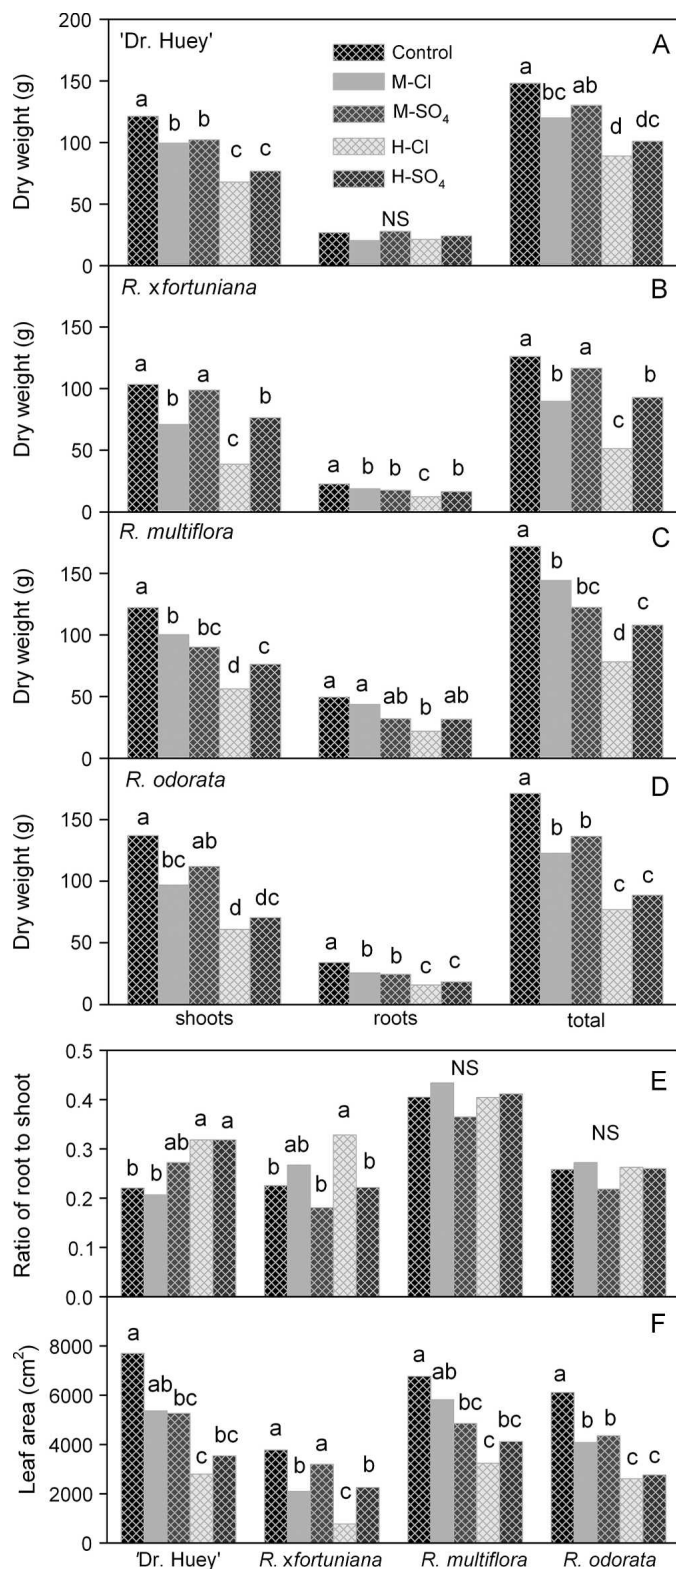 200
'Dr. Huey'
A
Control
M-Cl
M-SO4
H-Cl
H-SO4
Dry weight (g)
150
100
50
0
a b b c c
NS
a bc ab d dc
R. xfortuniana
B
Dry weight (g)
150
100
50
0
a b a c b
a b b c b
a b a c b
R. multiflora
C
Dry weight (g)
150
100
50
0
a b bc d c
a a ab b ab
a b bc d c
R. odorata
D
Dry weight (g)
150
100
50
0
a bc ab d dc
a b b c c
a b b c c
shoots roots total
E
Ratio of root to shoot
0.5
0.4
0.3
0.2
0.1
0.0
b b ab a a
b ab b a b
NS
NS
F
Leaf area (cm2)
8000
6000
4000
2000
0
a ab bc c bc
a b a c b
a ab bc c bc
a b b c c
'Dr. Huey' R. xfortuniana R. multiflora R. odorata